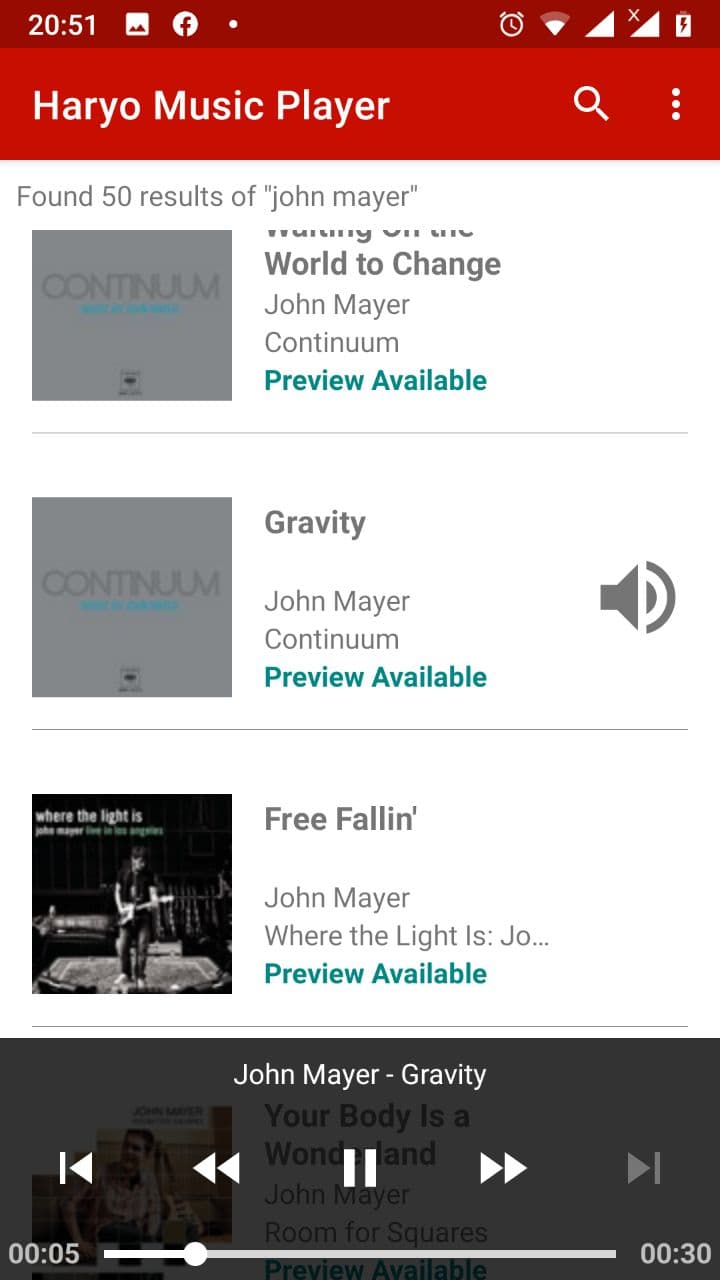 20:51
Haryo Music Player
Found 50 results of "john mayer"
Waiting On the
World to Change
John Mayer
Continuum
Preview Available
CONTINUUM
Gravity
John Mayer
Continuum
Preview Available
CONTINUUM
where the light is
john mayer live in los angeles
Free Fallin'
John Mayer
Where the Light Is: Jo...
Preview Available
John Mayer - Gravity
JOHN MAYER
Your Body Is a
Wonderland
John Mayer
Room for Squares
00:05
00:30
Preview Available